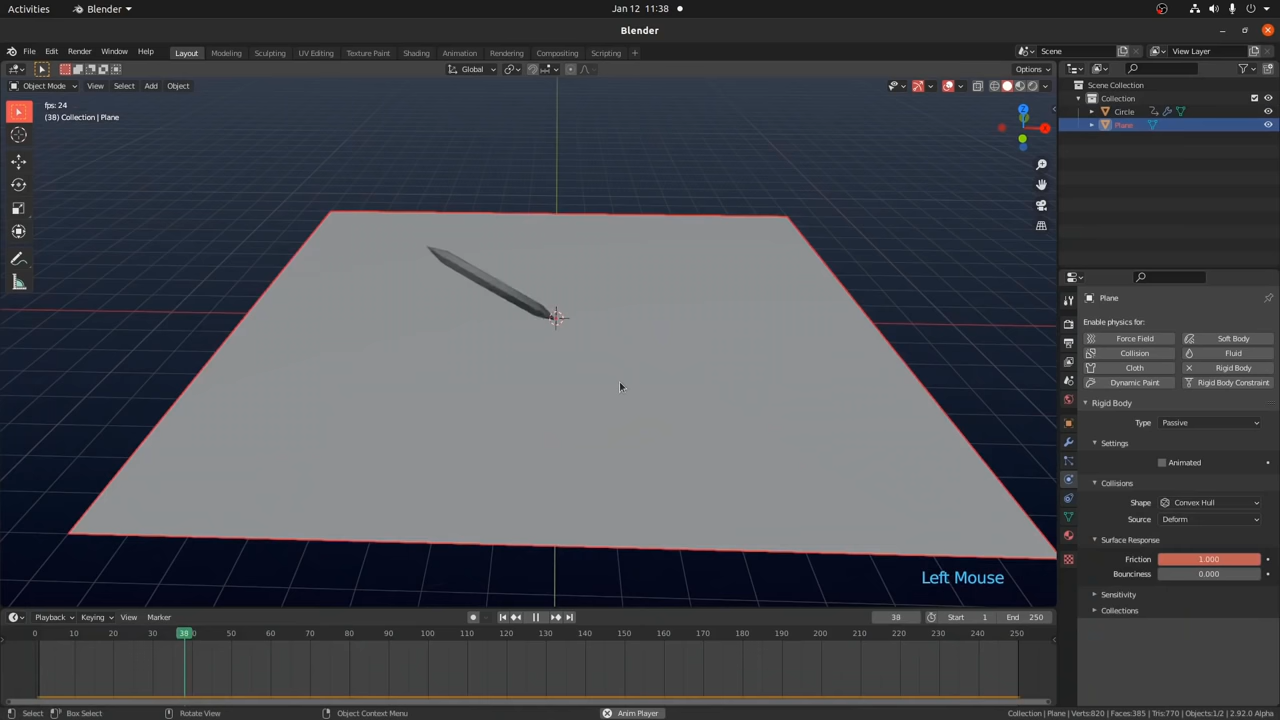 Activities
Blender
Jan 12 11:38
Blender
File Edit Render Window Help
Layout Modeling Sculpting UV Editing Texture Paint Shading Animation Rendering Compositing Scripting +
Scene
View Layer
Global
Options
Object Mode View Select Add Object
fps: 24
(38) Collection | Plane
Z
X
Scene Collection
Collection
Circle
Plane
Plane
Enable physics for:
Force Field Soft Body
Collision Fluid
Cloth Rigid Body
Dynamic Paint Rigid Body Constraint
Rigid Body
Type Passive
Settings
Animated
Collisions
Shape Convex Hull
Source Deform
Surface Response
Friction 1.000
Bounciness 0.000
Sensitivity
Collections
Left Mouse
Playback Keying View Marker
38 Start 1 End 250
0 10 20 30 38 50 60 70 80 90 100 110 120 130 140 150 160 170 180 190 200 210 220 230 240 250
Select Box Select Rotate View Object Context Menu Anim Player Collection | Plane | Verts:820 | Faces:385 | Tris:770 | Objects:1/2 | 2.92.0 Alpha